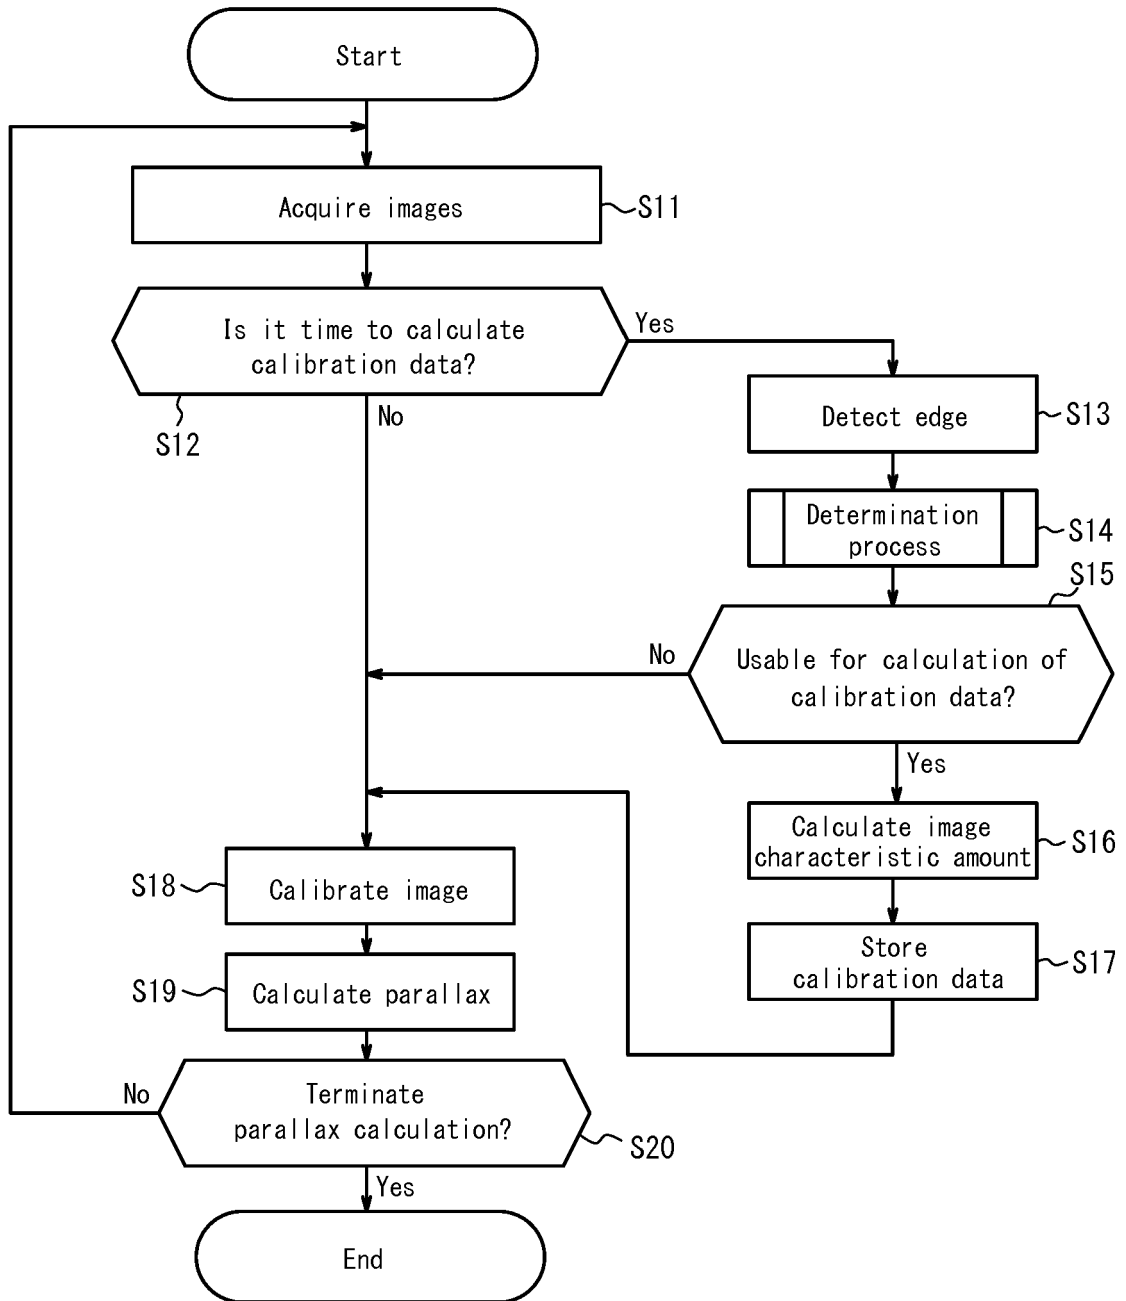 Start
Acquire images
S11
Is it time to calculate
calibration data?
Yes
S12
No
Detect edge
S13
Determination
process
S14
S15
Usable for calculation of
calibration data?
No
Yes
Calculate image
characteristic amount
S16
Store
calibration data
S17
S18
Calibrate image
S19
Calculate parallax
Terminate
parallax calculation?
No
S20
Yes
End